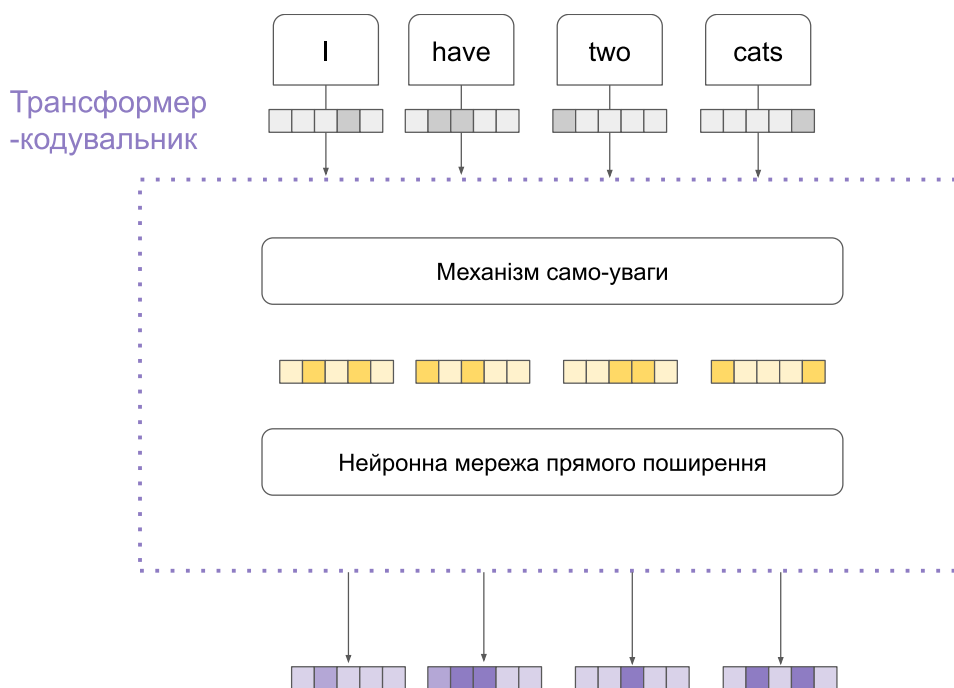 I have two cats
Трансформер
-кодувальник
Механізм само-уваги
Нейронна мережа прямого поширення